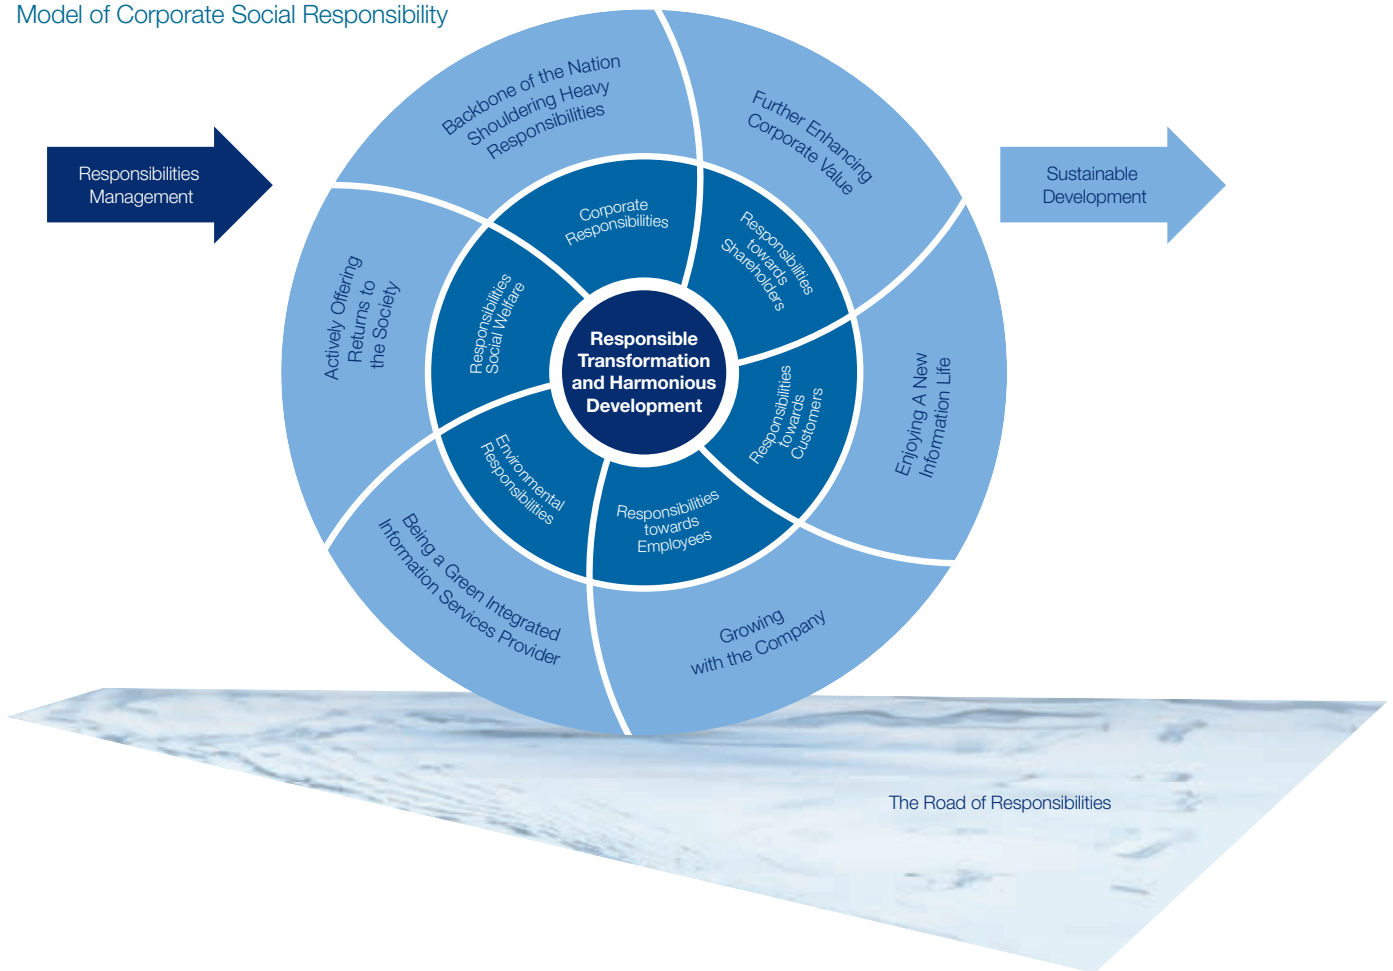 Model of Corporate Social Responsibility
Responsibilities
Management
Backbone of the Nation
Shouldering Heavy
Responsibilities
Further Enhancing
Corporate Value
Sustainable
Development
Corporate
Responsibilities
Responsibilities
towards
Shareholders
Actively Offering
Returns to
the Society
Responsibilities
Social Welfare
Responsible
Transformation
and Harmonious
Development
Responsibilities
towards
Customers
Enjoying A New
Information Life
Environmental
Responsibilities
Responsibilities
towards
Employees
Being a Green Integrated
Information Services Provider
Growing
with the Company
The Road of Responsibilities